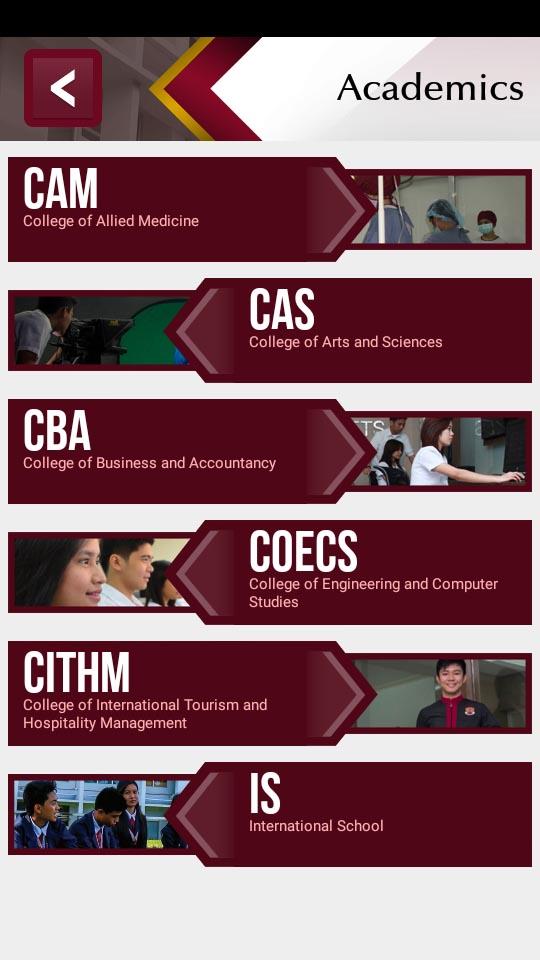 Academics
CAM
College of Allied Medicine
CAS
College of Arts and Sciences
CBA
College of Business and Accountancy
COECS
College of Engineering and Computer
Studies
CITHM
College of International Tourism and
Hospitality Management
IS
International School